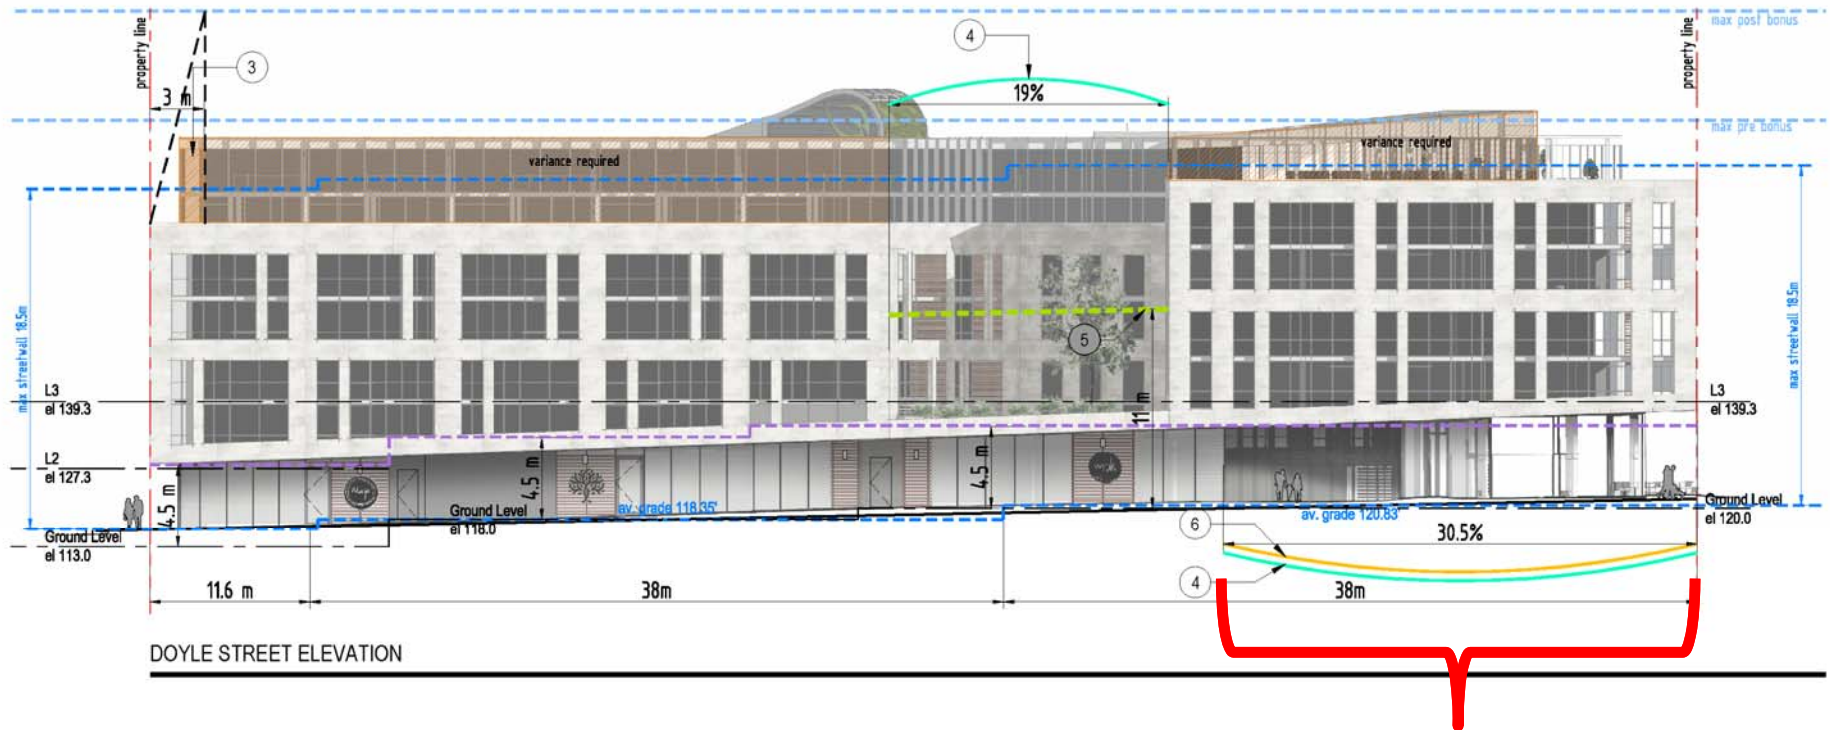 max post bonus
property line
property line
4
3
3 m
19%
max pre bonus
variance required
variance required
max streetwall 18.5m
max streetwall 18.5m
5
L3
el 139.3
L3
el 139.3
11 m
L2
el 127.3
4.5 m
4.5 m
4.5 m
Ground Level
el 118.0
av. grade 118.35'
av. grade 120.83'
Ground Level
el 120.0
Ground Level
el 113.0
6
30.5%
4
11.6 m
38m
38m
DOYLE STREET ELEVATION